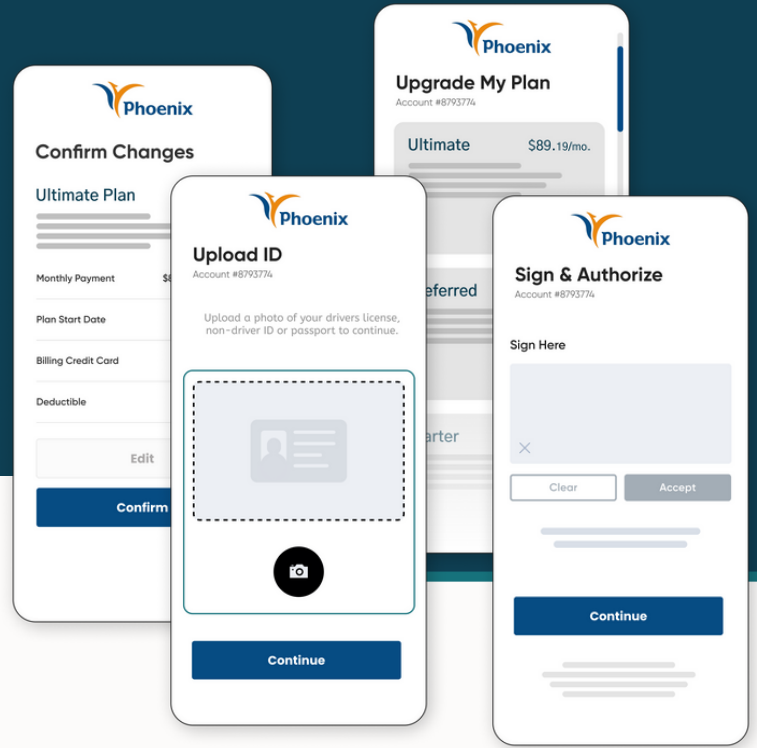 Phoenix
Confirm Changes
Ultimate Plan
Monthly Payment $8
Plan Start Date
Billing Credit Card
Deductible
Edit
Confirm
Phoenix
Upload ID
Account #8793774
Upload a photo of your drivers license,
non-driver ID or passport to continue.
Continue
Phoenix
Upgrade My Plan
Account #8793774
Ultimate $89.19/mo.
eferred
arter
Phoenix
Sign & Authorize
Account #8793774
Sign Here
Clear Accept
Continue